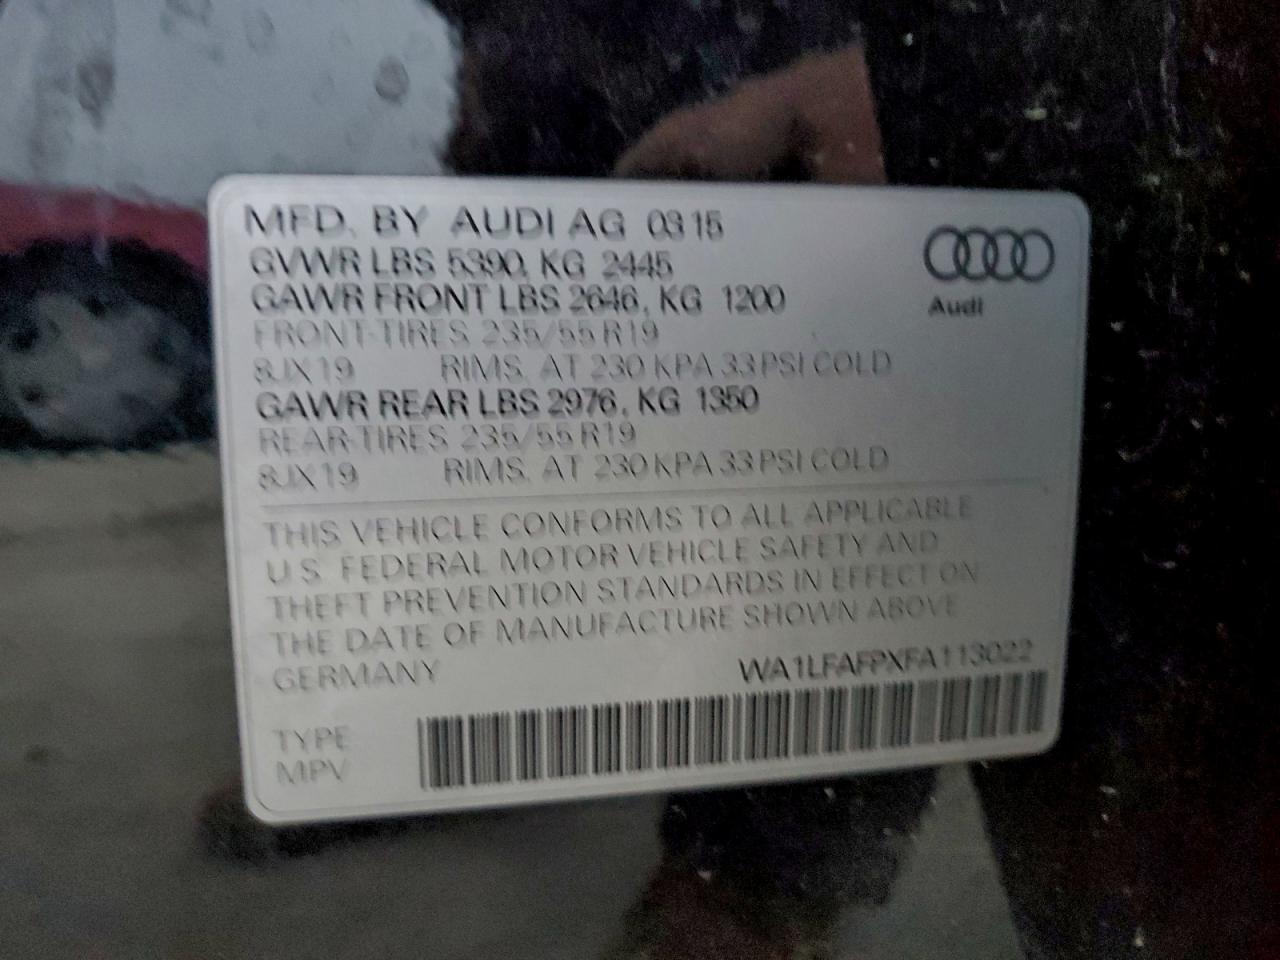 MFD. BY AUDI AG 03 15
GVWR LBS 5390, KG 2445
GAWR FRONT LBS 2646, KG 1200
FRONT-TIRES 235/55 R19
8JX19 RIMS. AT 230 KPA 33 PSI COLD
GAWR REAR LBS 2976, KG 1350
REAR-TIRES 235/55 R19
8JX19 RIMS. AT 230 KPA 33 PSI COLD
Audi
THIS VEHICLE CONFORMS TO ALL APPLICABLE
U.S. FEDERAL MOTOR VEHICLE SAFETY AND
THEFT PREVENTION STANDARDS IN EFFECT ON
THE DATE OF MANUFACTURE SHOWN ABOVE
GERMANY WA1LFAFPXFA113022
TYPE
MPV